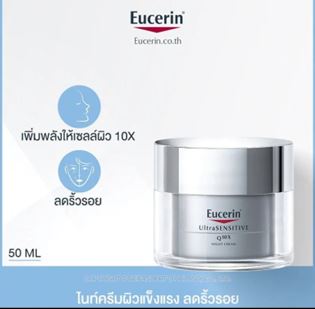 Eucerin
Eucerin.co.th
เพิ่มพลังให้เซลล์ผิว 10X
ลดริ้วรอย
Eucerin
UltraSENSITIVE
Q10X
NIGHT CREAM
50 ML
ไนท์ครีมผิวแข็งแรง ลดริ้วรอย